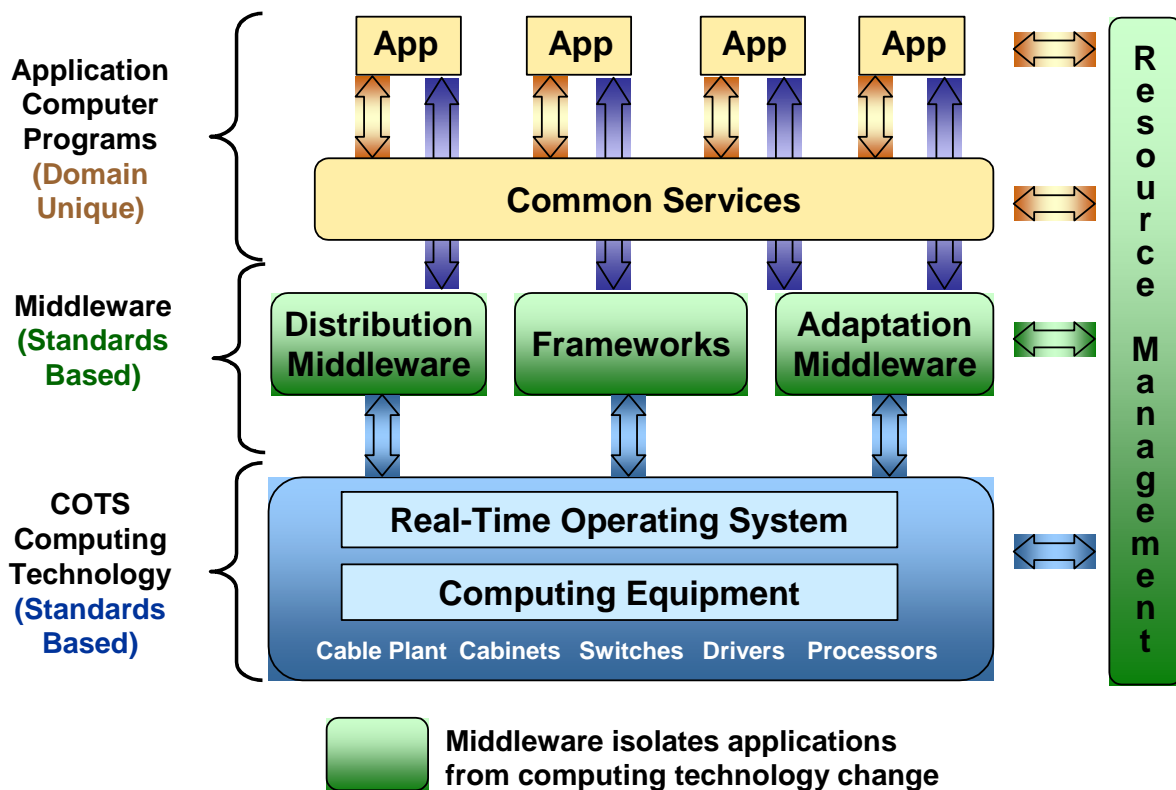 Application
Computer
Programs
(Domain
Unique)
App
App
App
App
Common Services
Middleware
(Standards
Based)
Distribution
Middleware
Frameworks
Adaptation
Middleware
COTS
Computing
Technology
(Standards
Based)
Real-Time Operating System
Computing Equipment
Cable Plant Cabinets Switches Drivers Processors
Resource Management
Middleware isolates applications
from computing technology change